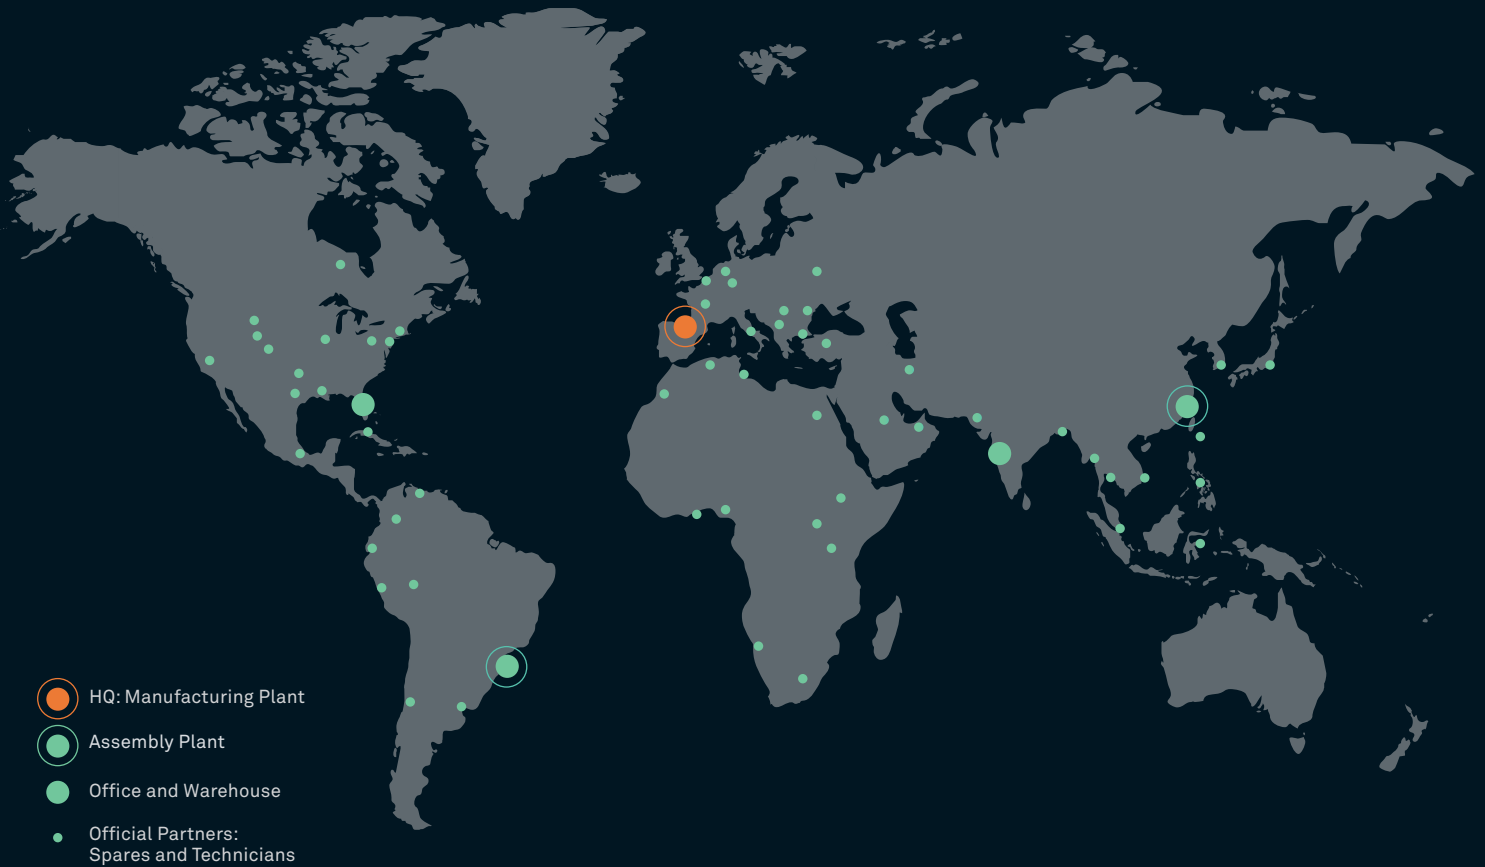 HQ: Manufacturing Plant
Assembly Plant
Office and Warehouse
Official Partners:
Spares and Technicians